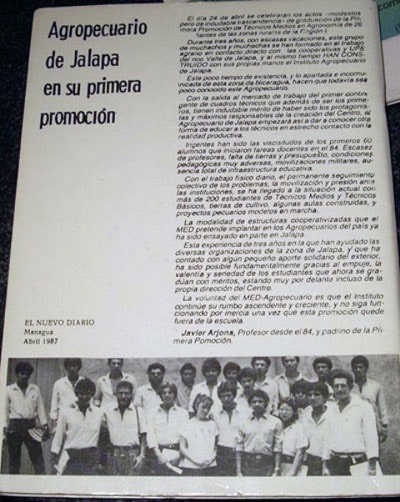 Agropecuario
de Jalapa
en su primera
promoción
El día 24 de abril se celebrarán los actos -modestos
pero de indudable trascendencia- de graduación de la Pri-
mera Promoción de Técnicos Medios en Agronomía de 26
jóvenes de las zonas rurales de la Región I.
Durante tres años, con escasas vacaciones, este grupo
de muchachos y muchachas se han formado en el trabajo
agrario en contacto directo con las cooperativas y UPE
del rico Valle de Jalapa, y al mismo tiempo HAN CONS-
TRUIDO con sus propias manos el Instituto Agropecuario
de Jalapa.
Este poco tiempo de existencia, y lo apartada e incomu-
nicada de esta zona de Nicaragua, hacen que todavía sea
poco conocido este Agropecuario.
Con la salida al mercado de trabajo del primer contin-
gente de cuadros técnicos que además de ser los prime-
ros, tienen indudable mérito de haber sido los protagonis-
tas y máximos responsables de la creación del Centro, el
Agropecuario de Jalapa empezará así a dar a conocer otra
forma de educar a los técnicos en estrecho contacto con la
realidad productiva.
Ingentes han sido las vicisitudes de los primeros 60
alumnos que iniciaron tareas docentes en el 84. Escasez
de profesores, falta de tierras y presupuesto, condiciones
pedagógicas muy adversas, movilizaciones militares, au-
sencia total de infraestructura educativa.
Con el trabajo físico diario, el permanente seguimiento
colectivo de los problemas, la movilización y presión ante
las instituciones, se ha llegado a la situación actual con
más de 200 estudiantes de Técnicos Medios y Técnicos
Básicos, tierras de cultivo, algunas aulas construidas, y
proyectos pecuarios modelos en marcha.
La modalidad de estructuras cooperativizadas que el
MED pretende implantar en los Agropecuarios del país ya
ha sido ensayado en parte en Jalapa.
Esta experiencia de tres años en la que han ayudado las
diversas organizaciones de la zona de Jalapa, y que ha
contado con algún pequeño aporte solidario del exterior,
ha sido posible fundamentalmente gracias al empuje, la
valentía y seriedad de los estudiantes que ahora se gra-
dúan con méritos, estando muy por delante incluso de la
propia dirección del Centro.
La voluntad del MED-Agropecuario es que el Instituto
continúe su rumbo ascendente y creciente, y no siga fun-
cionando por inercia una vez que esta promoción quede
fuera de la escuela.
Javier Arjona, Profesor desde el 84, y padrino de la Pri-
mera Pomoción.
EL NUEVO DIARIO
Managua
Abril 1987